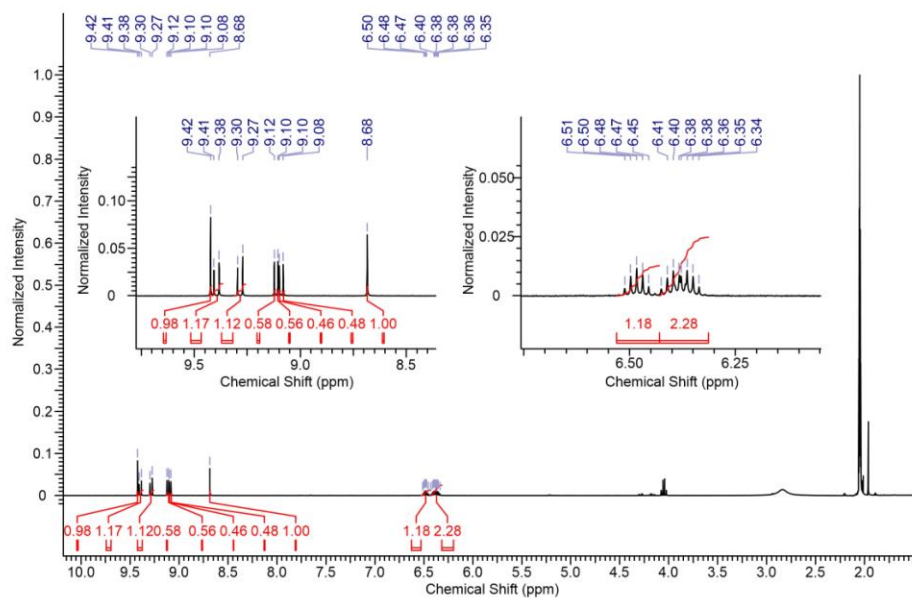 9.42 9.41 9.38 9.30 9.27 9.12 9.10 9.10 9.08 8.68 6.50 6.48 6.47 6.40 6.38 6.38 6.36 6.35
1.0
0.9
0.8
0.7
0.6
0.5
0.4
0.3
0.2
0.1
0
Normalized Intensity
9.42 9.41 9.38 9.30 9.27 9.12 9.10 9.10 9.08 8.68
0.10
0.05
0
Normalized Intensity
0.98 1.17 1.12 0.58 0.56 0.46 0.48 1.00
9.5 9.0 8.5
Chemical Shift (ppm)
6.51 6.50 6.48 6.47 6.45 6.41 6.40 6.38 6.38 6.36 6.35 6.34
0.050
0.025
0
Normalized Intensity
1.18 2.28
6.50 6.25
Chemical Shift (ppm)
0.98 1.17 1.12 0.58 0.56 0.46 0.48 1.00 1.18 2.28
10.0 9.5 9.0 8.5 8.0 7.5 7.0 6.5 6.0 5.5 5.0 4.5 4.0 3.5 3.0 2.5 2.0
Chemical Shift (ppm)